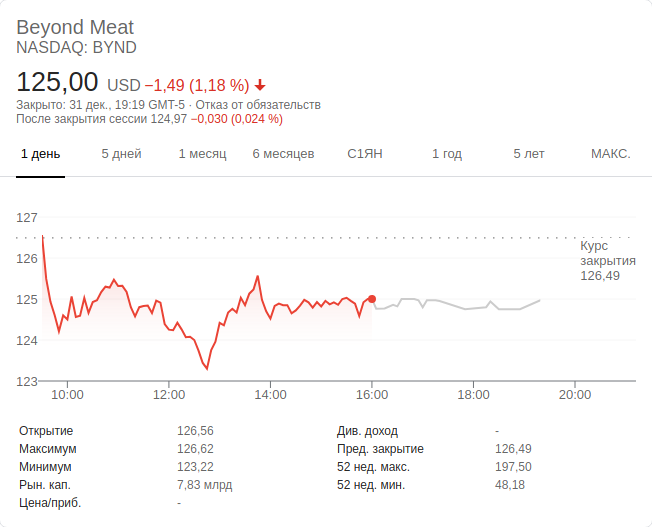 Beyond Meat
NASDAQ: BYND
125,00 USD −1,49 (1,18 %)
Закрыто: 31 дек., 19:19 GMT-5 · Отказ от обязательств
После закрытия сессии 124,97 −0,030 (0,024 %)
1 день 5 дней 1 месяц 6 месяцев С1ЯН 1 год 5 лет МАКС.
127
126
125
124
123
Курс
закрытия
126,49
10:00 12:00 14:00 16:00 18:00 20:00
Открытие 126,56 Див. доход -
Максимум 126,62 Пред. закрытие 126,49
Минимум 123,22 52 нед. макс. 197,50
Рын. кап. 7,83 млрд 52 нед. мин. 48,18
Цена/приб. -